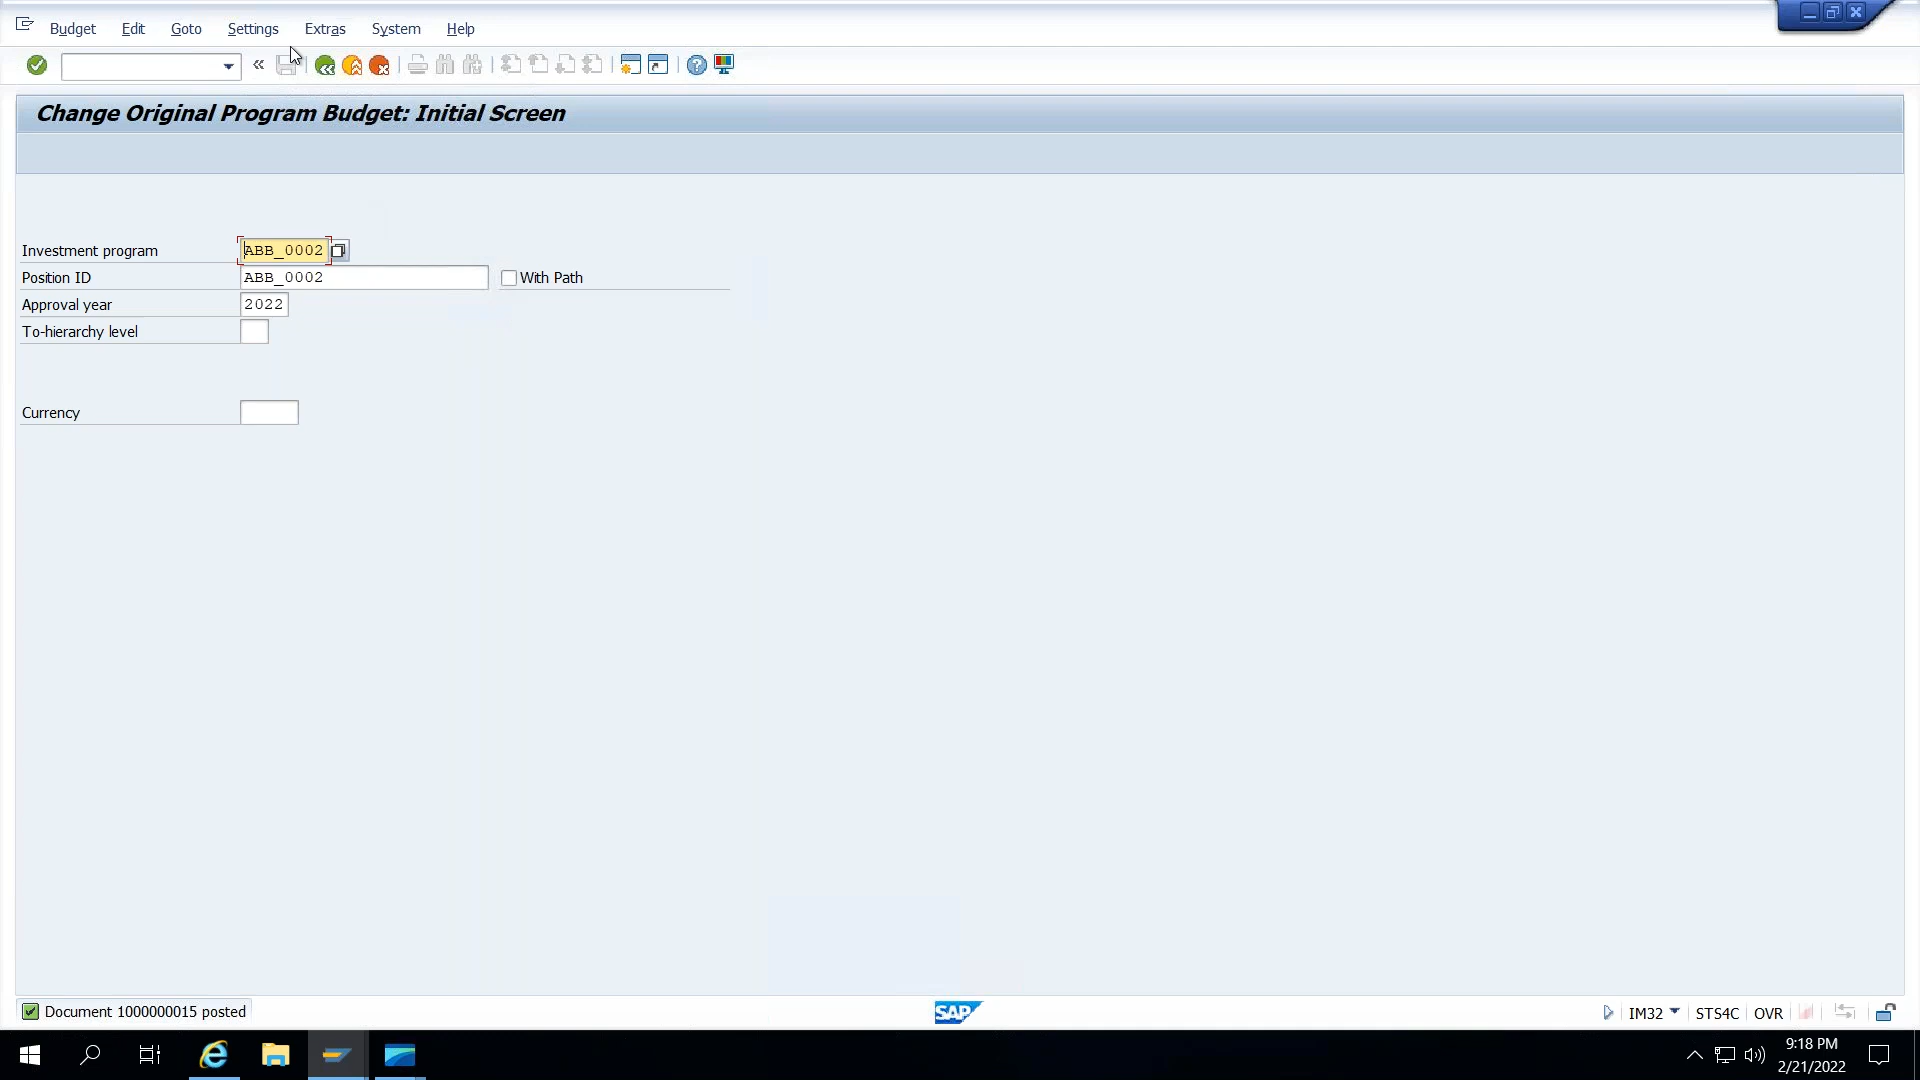 Budget Edit Goto Settings Extras System Help
Change Original Program Budget: Initial Screen
Investment program ABB_0002
Position ID ABB_0002 With Path
Approval year 2022
To-hierarchy level
Currency
Document 1000000015 posted
SAP
IM32 STS4C OVR
9:18 PM
2/21/2022